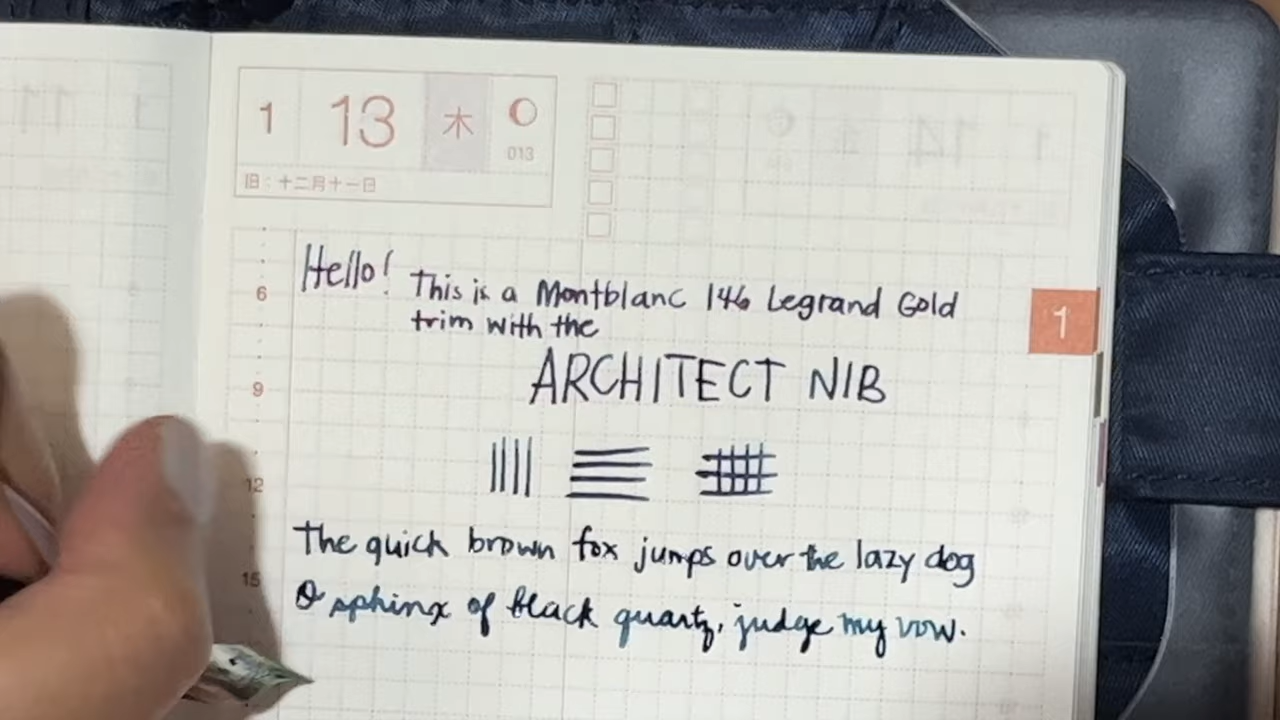 1 13 木
013
旧：十二月十一日
Hello! This is a Montblanc 146 Legrand Gold
6
trim with the
1
9
ARCHITECT NIB
12
The quick brown fox jumps over the lazy dog
15
O sphinx of black quartz, judge my vow.